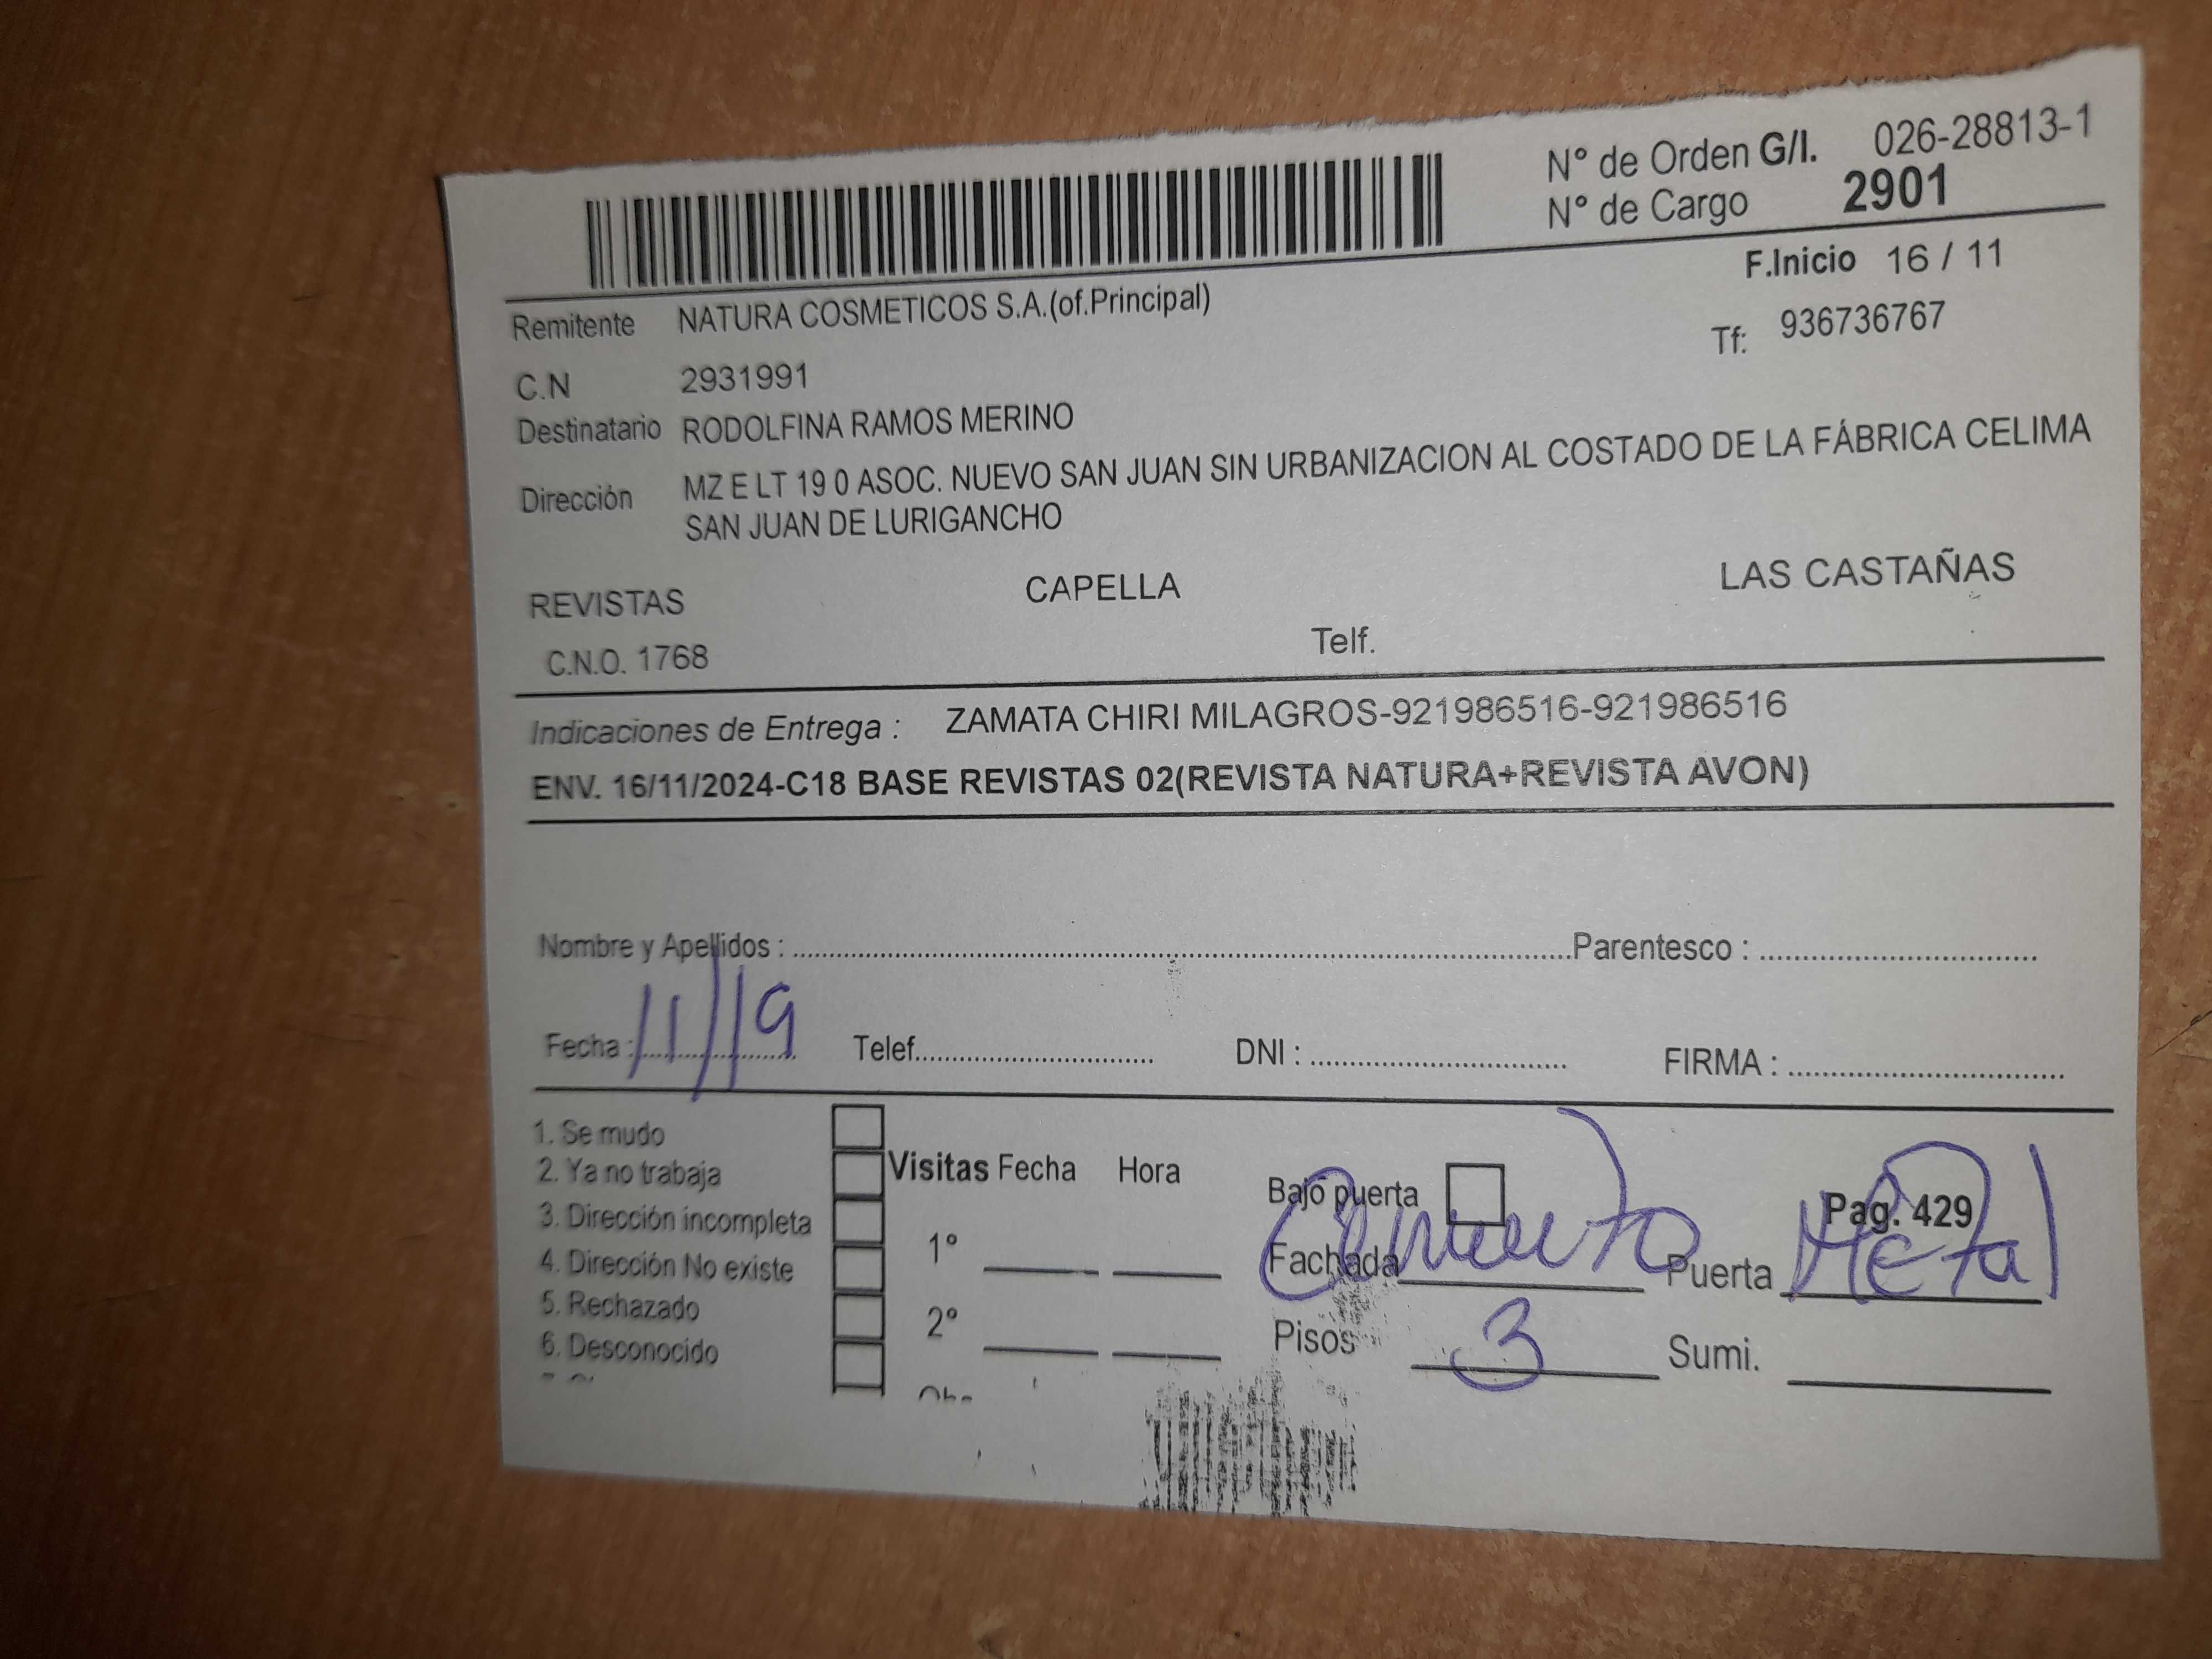 N° de Orden G/I. 026-28813-1
N° de Cargo 2901
F.Inicio 16 / 11
Remitente NATURA COSMETICOS S.A.(of.Principal)
Tf: 936736767
C.N 2931991
Destinatario RODOLFINA RAMOS MERINO
Dirección MZ E LT 19 0 ASOC. NUEVO SAN JUAN SIN URBANIZACION AL COSTADO DE LA FÁBRICA CELIMA
SAN JUAN DE LURIGANCHO
REVISTAS CAPELLA LAS CASTAÑAS
C.N.O. 1768 Telf.
Indicaciones de Entrega : ZAMATA CHIRI MILAGROS-921986516-921986516
ENV. 16/11/2024-C18 BASE REVISTAS 02(REVISTA NATURA+REVISTA AVON)
Nombre y Apellidos : Parentesco :
Fecha : 11/19 Telef. DNI : FIRMA :
1. Se mudo
2. Ya no trabaja
3. Dirección incompleta
4. Dirección No existe
5. Rechazado
6. Desconocido
Visitas Fecha Hora
1°
2°
Bajo puerta Pag. 429
Fachada Cemento Puerta Metal
Pisos 3 Sumi.